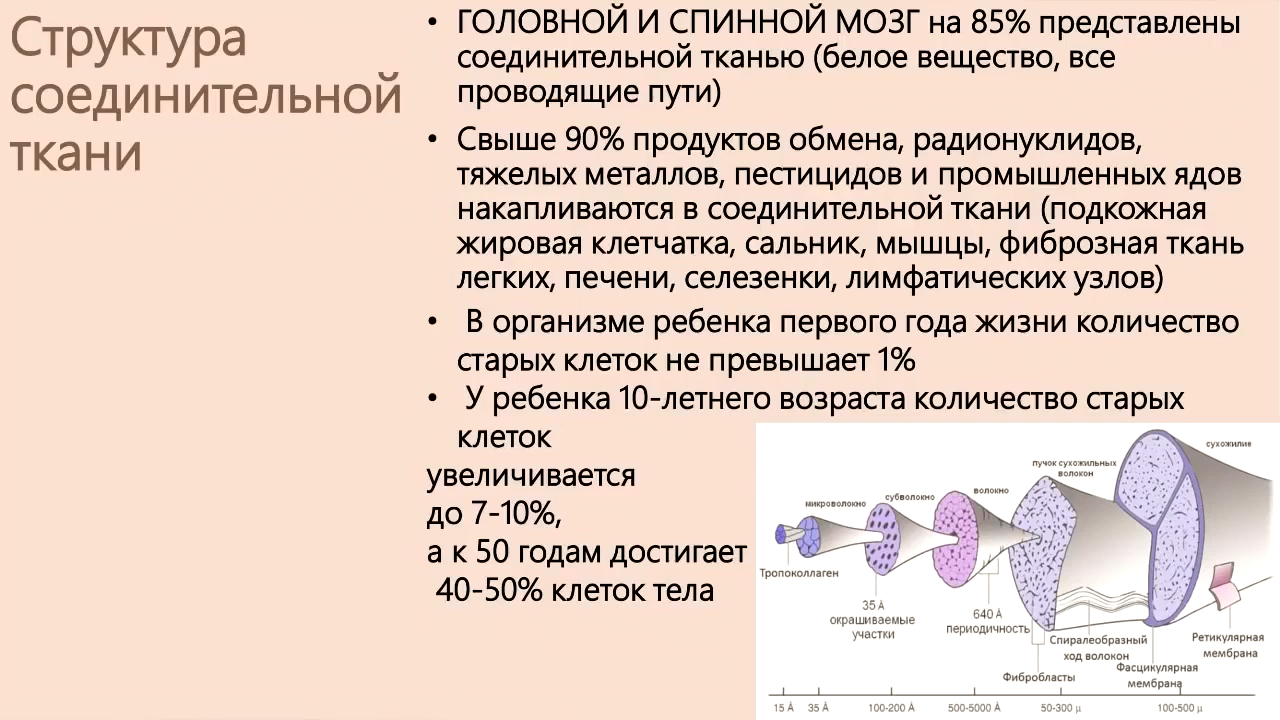 Структура
соединительной
ткани
• ГОЛОВНОЙ И СПИННОЙ МОЗГ на 85% представлены
соединительной тканью (белое вещество, все
проводящие пути)
• Свыше 90% продуктов обмена, радионуклидов,
тяжелых металлов, пестицидов и промышленных ядов
накапливаются в соединительной ткани (подкожная
жировая клетчатка, сальник, мышцы, фиброзная ткань
легких, печени, селезенки, лимфатических узлов)
• В организме ребенка первого года жизни количество
старых клеток не превышает 1%
• У ребенка 10-летнего возраста количество старых
клеток
увеличивается
до 7-10%,
а к 50 годам достигает
40-50% клеток тела
сухожилие
пучок сухожильных
волокон
волокно
субволокно
микроволокно
Тропоколлаген
35 Å
окрашиваемые
участки
640 Å
периодичность
Спиралеобразный
ход волокон
Ретикулярная
мембрана
Фасцикулярная
мембрана
Фибробласты
15 Å 35 Å 100-200 Å 500-5000 Å 50-300 µ 100-500 µ